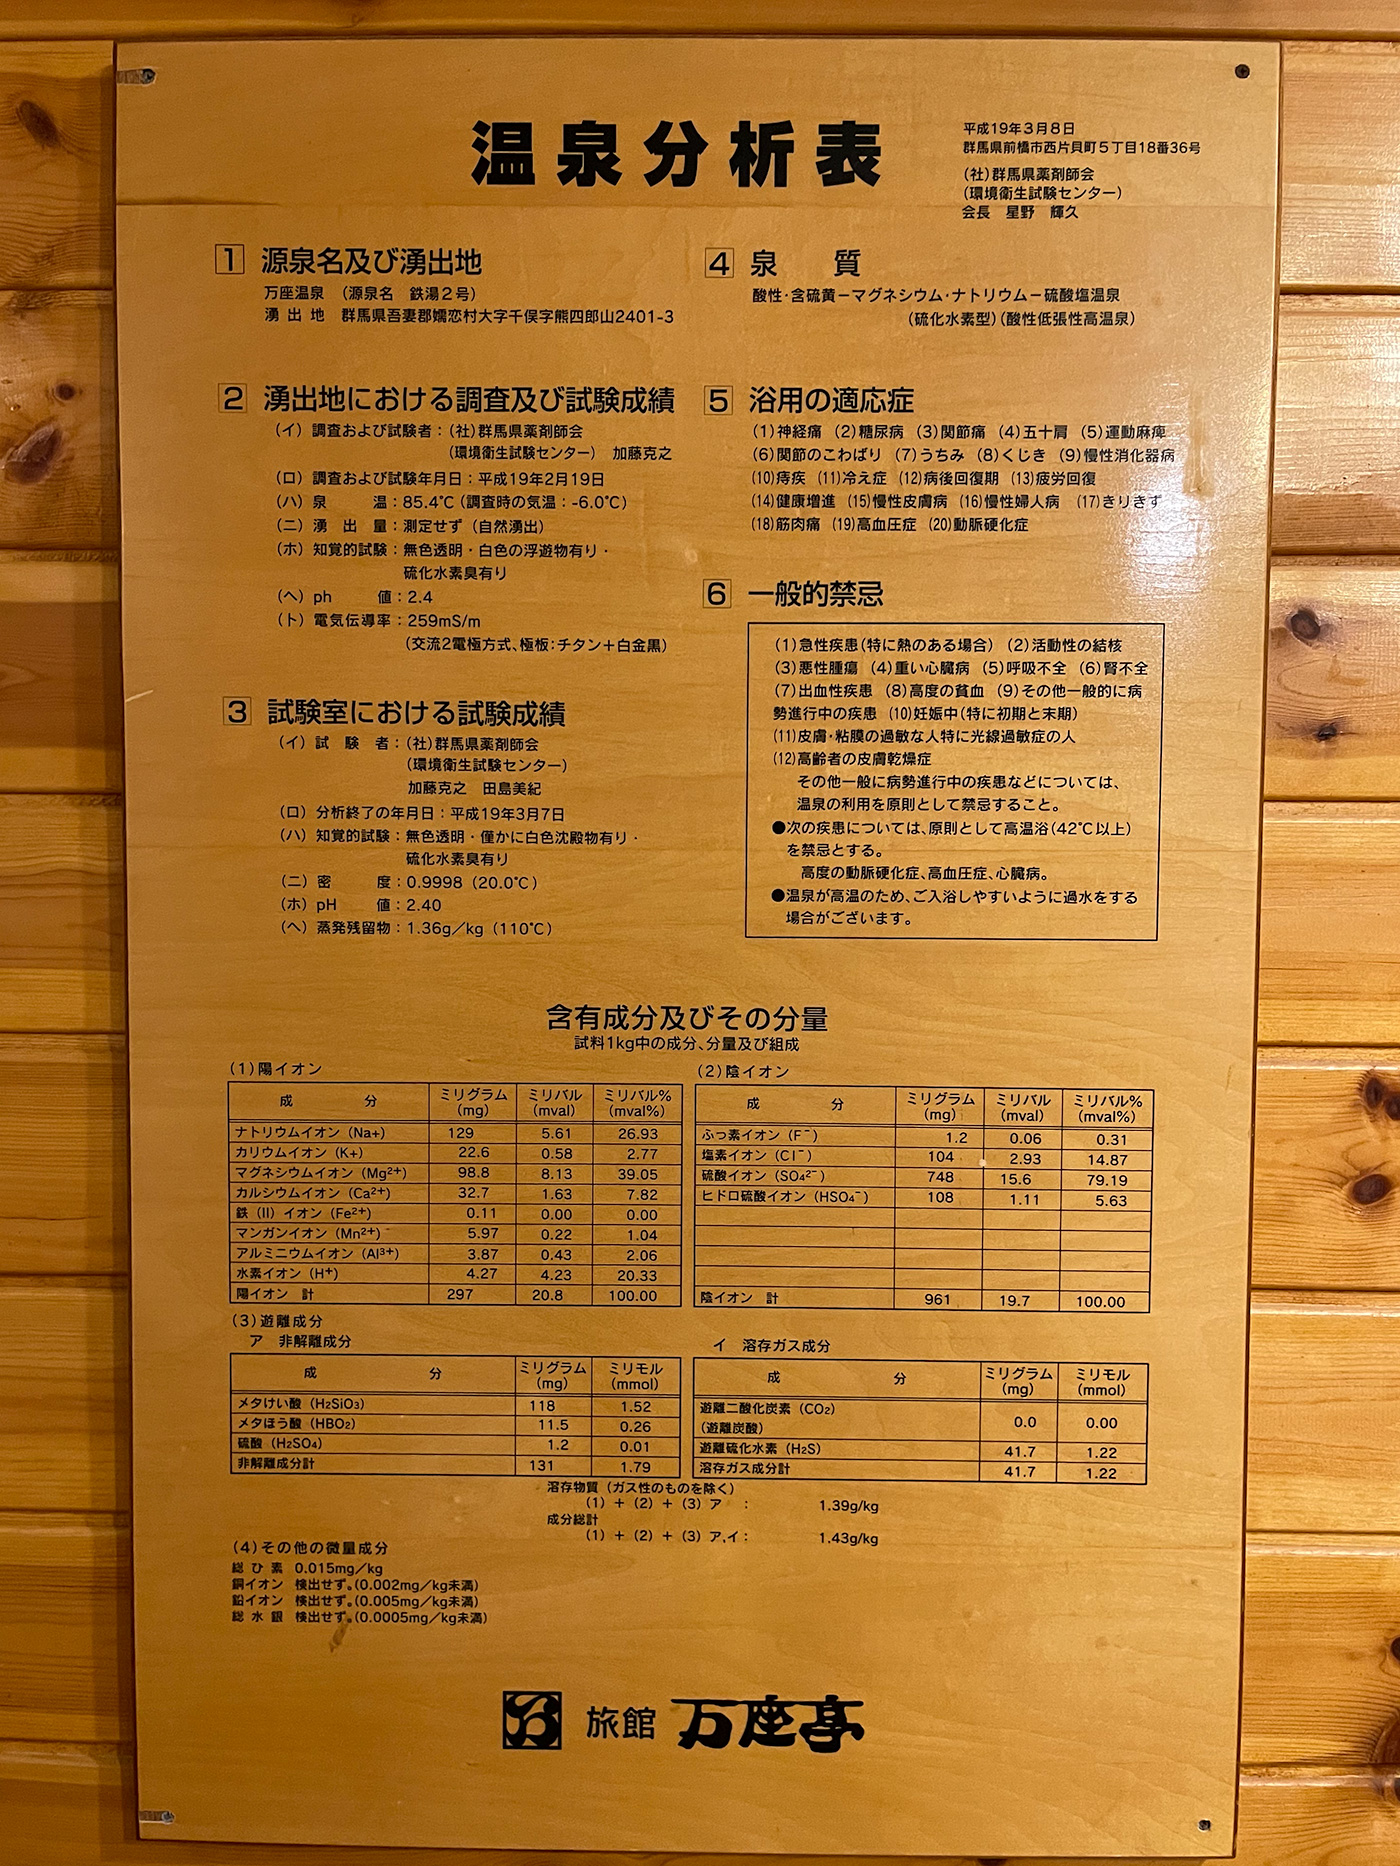 温泉分析表
平成19年3月8日
群馬県前橋市西片貝町5丁目18番36号
(社)群馬県薬剤師会
(環境衛生試験センター)
会長 星野 輝久
1 源泉名及び湧出地
万座温泉 (源泉名 鉄湯2号)
湧出地 群馬県吾妻郡嬬恋村大字干俣字熊四郎山2401-3
2 湧出地における調査及び試験成績
(イ) 調査および試験者:(社)群馬県薬剤師会
(環境衛生試験センター) 加藤克之
(ロ) 調査および試験年月日:平成19年2月19日
(ハ) 泉温:85.4℃(調査時の気温:-6.0℃)
(ニ) 湧出量:測定せず (自然湧出)
(ホ) 知覚的試験:無色透明・白色の浮遊物有り・
硫化水素臭有り
(ヘ) ph 値:2.4
(ト) 電気伝導率:259mS/m
(交流2電極方式、極板:チタン+白金黒)
3 試験室における試験成績
(イ) 試験者:(社)群馬県薬剤師会
(環境衛生試験センター)
加藤克之 田島美紀
(ロ) 分析終了の年月日:平成19年3月7日
(ハ) 知覚的試験:無色透明・僅かに白色沈殿物有り・
硫化水素臭有り
(ニ) 密度:0.9998 (20.0℃)
(ホ) pH 値:2.40
(ヘ) 蒸発残留物:1.36g/kg (110℃)
4 泉質
酸性・含硫黄-マグネシウム・ナトリウム-硫酸塩温泉
(硫化水素型)(酸性低張性高温泉)
5 浴用の適応症
(1)神経痛 (2)糖尿病 (3)関節痛 (4)五十肩 (5)運動麻痺
(6)関節のこわばり (7)うちみ (8)くじき (9)慢性消化器病
(10)痔疾 (11)冷え症 (12)病後回復期 (13)疲労回復
(14)健康増進 (15)慢性皮膚病 (16)慢性婦人病 (17)きりきず
(18)筋肉痛 (19)高血圧症 (20)動脈硬化症
6 一般的禁忌
(1)急性疾患(特に熱のある場合) (2)活動性の結核
(3)悪性腫瘍 (4)重い心臓病 (5)呼吸不全 (6)腎不全
(7)出血性疾患 (8)高度の貧血 (9)その他一般的に病
勢進行中の疾患 (10)妊娠中(特に初期と末期)
(11)皮膚・粘膜の過敏な人特に光線過敏症の人
(12)高齢者の皮膚乾燥症
その他一般に病勢進行中の疾患などについては、
温泉の利用を原則として禁忌すること。
●次の疾患については、原則として高温浴(42℃以上)
を禁忌とする。
高度の動脈硬化症、高血圧症、心臓病。
●温泉が高温のため、ご入浴しやすいように過水をする
場合がございます。
含有成分及びその分量
試料1kg中の成分、分量及び組成
(1)陽イオン
成分 ミリグラム(mg) ミリバル(mval) ミリバル%(mval%)
ナトリウムイオン (Na+) 129 5.61 26.93
カリウムイオン (K+) 22.6 0.58 2.77
マグネシウムイオン (Mg²⁺) 98.8 8.13 39.05
カルシウムイオン (Ca²⁺) 32.7 1.63 7.82
鉄 (II) イオン (Fe²⁺) 0.11 0.00 0.00
マンガンイオン (Mn²⁺) 5.97 0.22 1.04
アルミニウムイオン (Al³⁺) 3.87 0.43 2.06
水素イオン (H⁺) 4.27 4.23 20.33
陽イオン 計 297 20.8 100.00
(2)陰イオン
成分 ミリグラム(mg) ミリバル(mval) ミリバル%(mval%)
ふっ素イオン (F⁻) 1.2 0.06 0.31
塩素イオン (Cl⁻) 104 2.93 14.87
硫酸イオン (SO₄²⁻) 748 15.6 79.19
ヒドロ硫酸イオン (HSO₄⁻) 108 1.11 5.63
陰イオン 計 961 19.7 100.00
(3)遊離成分
ア 非解離成分
成分 ミリグラム(mg) ミリモル(mmol)
メタけい酸 (H₂SiO₃) 118 1.52
メタほう酸 (HBO₂) 11.5 0.26
硫酸 (H₂SO₄) 1.2 0.01
非解離成分計 131 1.79
イ 溶存ガス成分
成分 ミリグラム(mg) ミリモル(mmol)
遊離二酸化炭素 (CO₂)
(遊離炭酸) 0.0 0.00
遊離硫化水素 (H₂S) 41.7 1.22
溶存ガス成分計 41.7 1.22
溶存物質 (ガス性のものを除く)
(1) + (2) + (3) ア : 1.39g/kg
成分総計
(1) + (2) + (3) ア,イ: 1.43g/kg
(4)その他の微量成分
総ひ素 0.015mg/kg
銅イオン 検出せず。(0.002mg/kg未満)
鉛イオン 検出せず。(0.005mg/kg未満)
総水銀 検出せず。(0.0005mg/kg未満)
旅館 万座亭